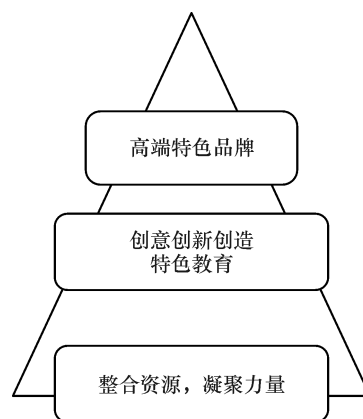 高端特色品牌
创意创新创造
特色教育
整合资源，凝聚力量